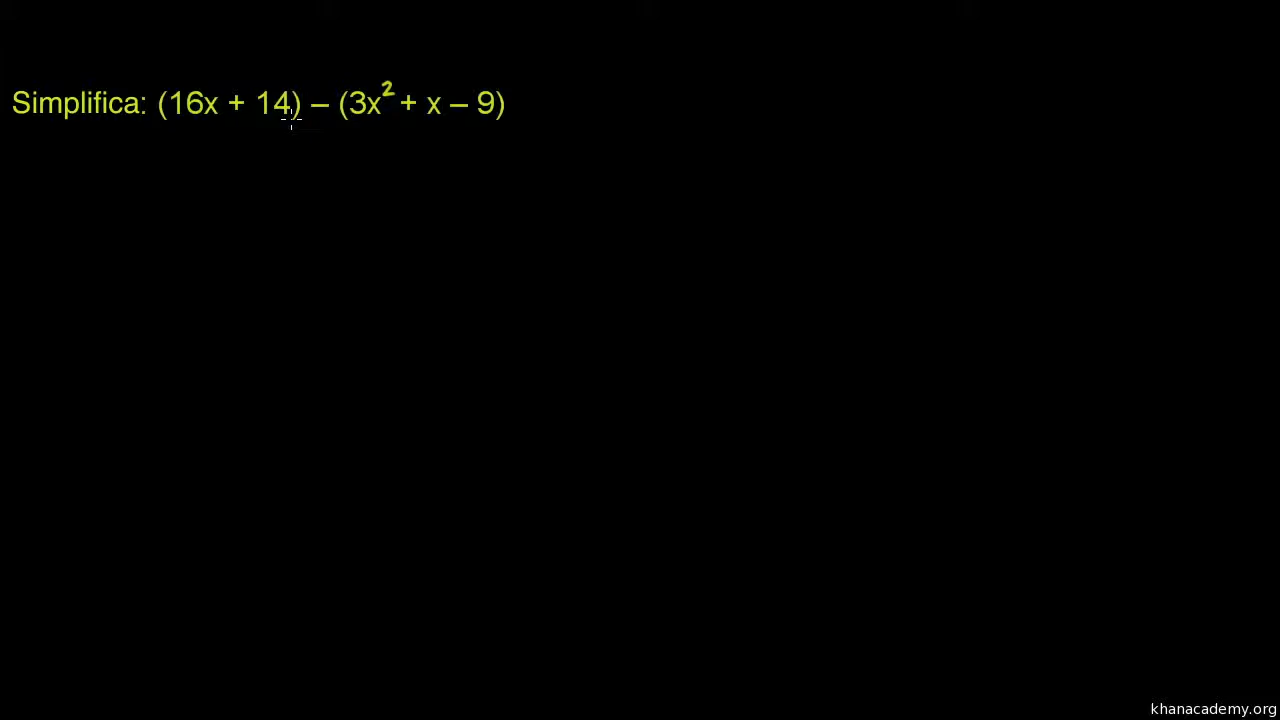 Simplifica: (16x + 14) – (3x² + x – 9)
khanacademy.org